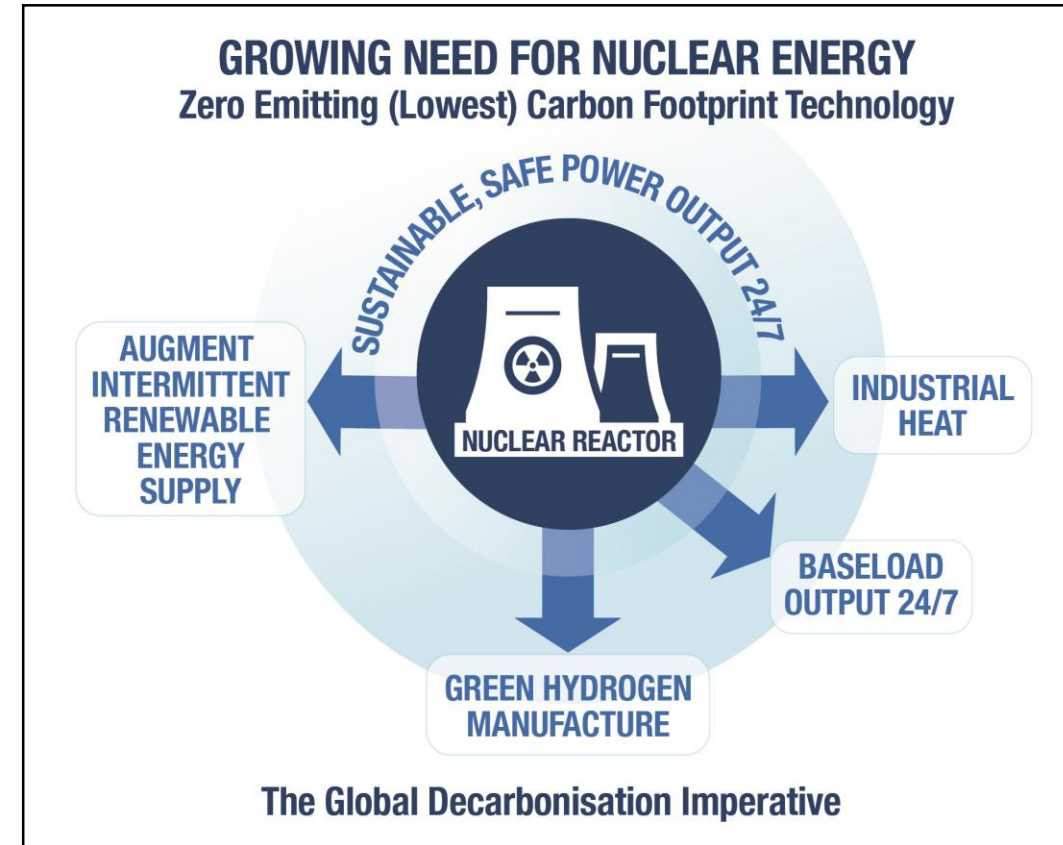 GROWING NEED FOR NUCLEAR ENERGY
Zero Emitting (Lowest) Carbon Footprint Technology
SUSTAINABLE, SAFE POWER OUTPUT 24/7
AUGMENT
INTERMITTENT
RENEWABLE
ENERGY
SUPPLY
NUCLEAR REACTOR
INDUSTRIAL
HEAT
BASELOAD
OUTPUT 24/7
GREEN HYDROGEN
MANUFACTURE
The Global Decarbonisation Imperative